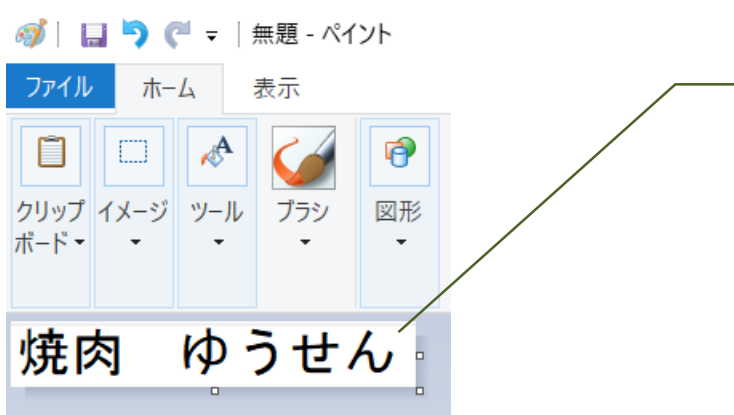 無題 - ペイント
ファイル ホーム 表示
クリップボード イメージ ツール ブラシ 図形
焼肉　ゆうせん